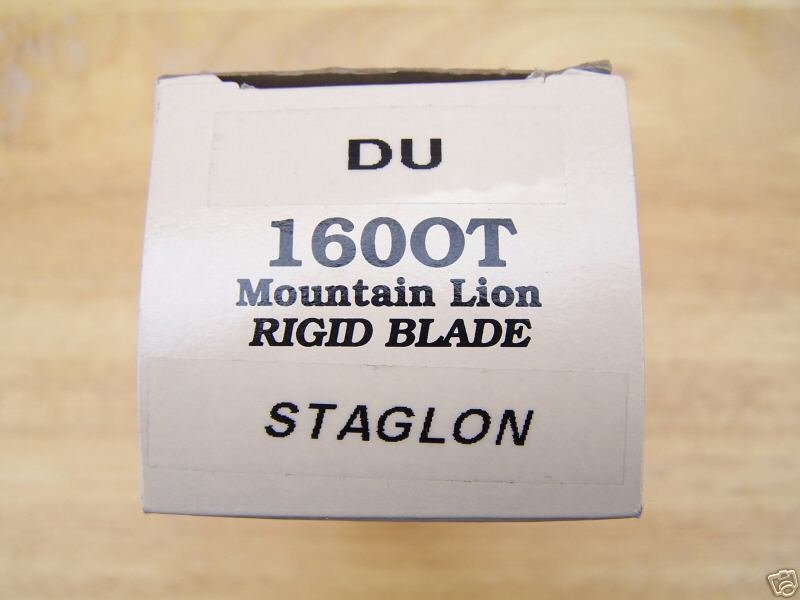 DU
160OT
Mountain Lion
RIGID BLADE
STAGLON